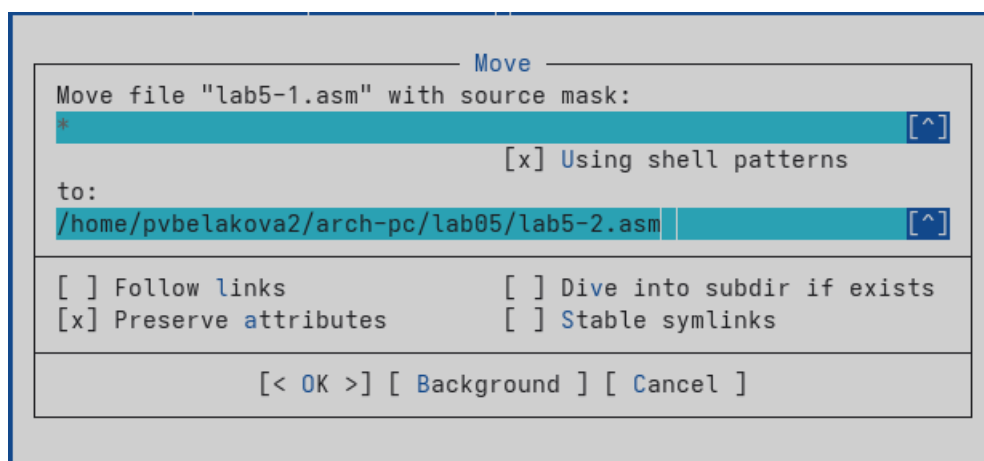 Move
Move file "lab5-1.asm" with source mask:
* [^]
[x] Using shell patterns
to:
/home/pvbelakova2/arch-pc/lab05/lab5-2.asm [^]
[ ] Follow links [ ] Dive into subdir if exists
[x] Preserve attributes [ ] Stable symlinks
[< OK >] [ Background ] [ Cancel ]